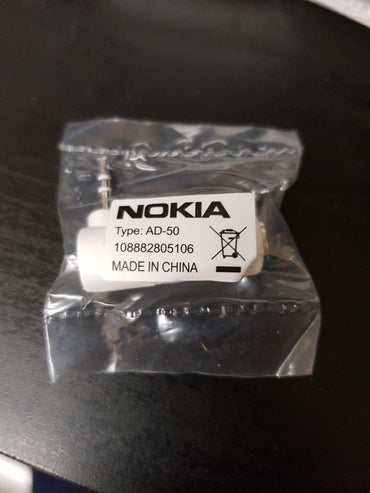 NOKIA
Type: AD-50
108882805106
MADE IN CHINA